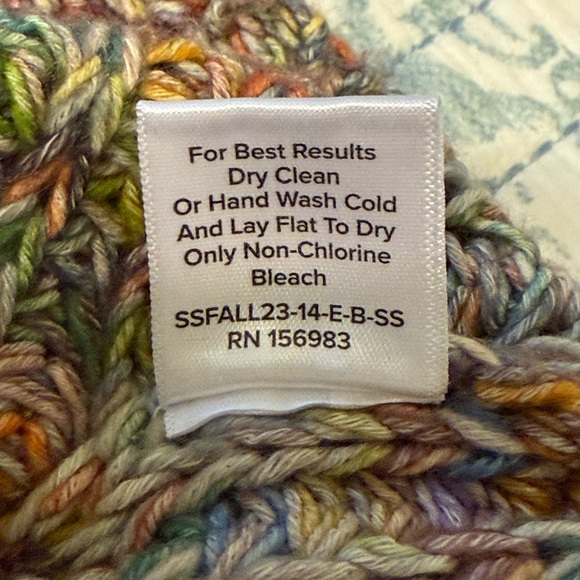 For Best Results
Dry Clean
Or Hand Wash Cold
And Lay Flat To Dry
Only Non-Chlorine
Bleach
SSFALL23-14-E-B-SS
RN 156983